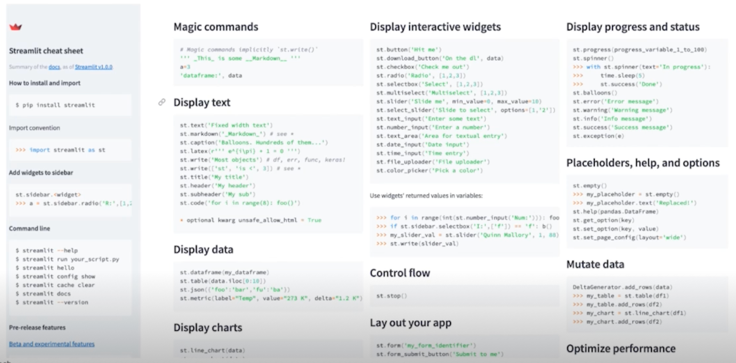 Streamlit cheat sheet
Summary of the docs, as of Streamlit v1.0.0.
How to install and import
$ pip install streamlit
Import convention
>>> import streamlit as st
Add widgets to sidebar
st.sidebar.<widget>
>>> a = st.sidebar.radio('R:',[1,2
Command line
$ streamlit --help
$ streamlit run your_script.py
$ streamlit hello
$ streamlit config show
$ streamlit cache clear
$ streamlit docs
$ streamlit --version
Pre-release features
Beta and experimental features
Magic commands
# Magic commands implicitly `st.write()`
''' _This_ is some __Markdown__ '''
a=3
'dataframe:', data
Display text
st.text('Fixed width text')
st.markdown('_Markdown_') # see *
st.caption('Balloons. Hundreds of them...')
st.latex(r''' e^{i\pi} + 1 = 0 ''')
st.write('Most objects') # df, err, func, keras!
st.write(['st', 'is <', 3]) # see *
st.title('My title')
st.header('My header')
st.subheader('My sub')
st.code('for i in range(8): foo()')
* optional kwarg unsafe_allow_html = True
Display data
st.dataframe(my_dataframe)
st.table(data.iloc[0:10])
st.json({'foo':'bar','fu':'ba'})
st.metric(label="Temp", value="273 K", delta="1.2 K")
Display charts
st.line_chart(data)
Display interactive widgets
st.button('Hit me')
st.download_button('On the dl', data)
st.checkbox('Check me out')
st.radio('Radio', [1,2,3])
st.selectbox('Select', [1,2,3])
st.multiselect('Multiselect', [1,2,3])
st.slider('Slide me', min_value=0, max_value=10)
st.select_slider('Slide to select', options=[1,'2'])
st.text_input('Enter some text')
st.number_input('Enter a number')
st.text_area('Area for textual entry')
st.date_input('Date input')
st.time_input('Time entry')
st.file_uploader('File uploader')
st.color_picker('Pick a color')
Use widgets' returned values in variables:
>>> for i in range(int(st.number_input('Num:'))): foo
>>> if st.sidebar.selectbox('I:',['f']) == 'f': b()
>>> my_slider_val = st.slider('Quinn Mallory', 1, 88)
>>> st.write(slider_val)
Control flow
st.stop()
Lay out your app
st.form('my_form_identifier')
st.form_submit_button('Submit to me')
Display progress and status
st.progress(progress_variable_1_to_100)
st.spinner()
>>> with st.spinner(text='In progress'):
>>> time.sleep(5)
>>> st.success('Done')
st.balloons()
st.error('Error message')
st.warning('Warning message')
st.info('Info message')
st.success('Success message')
st.exception(e)
Placeholders, help, and options
st.empty()
>>> my_placeholder = st.empty()
>>> my_placeholder.text('Replaced!')
st.help(pandas.DataFrame)
st.get_option(key)
st.set_option(key, value)
st.set_page_config(layout='wide')
Mutate data
DeltaGenerator.add_rows(data)
>>> my_table = st.table(df1)
>>> my_table.add_rows(df2)
>>> my_chart = st.line_chart(df1)
>>> my_chart.add_rows(df2)
Optimize performance